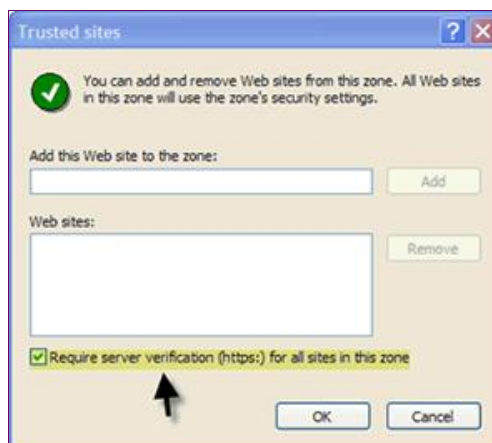 Trusted sites
?
You can add and remove Web sites from this zone. All Web sites
in this zone will use the zone's security settings.
Add this Web site to the zone:
Add
Web sites:
Remove
Require server verification (https:) for all sites in this zone
OK Cancel